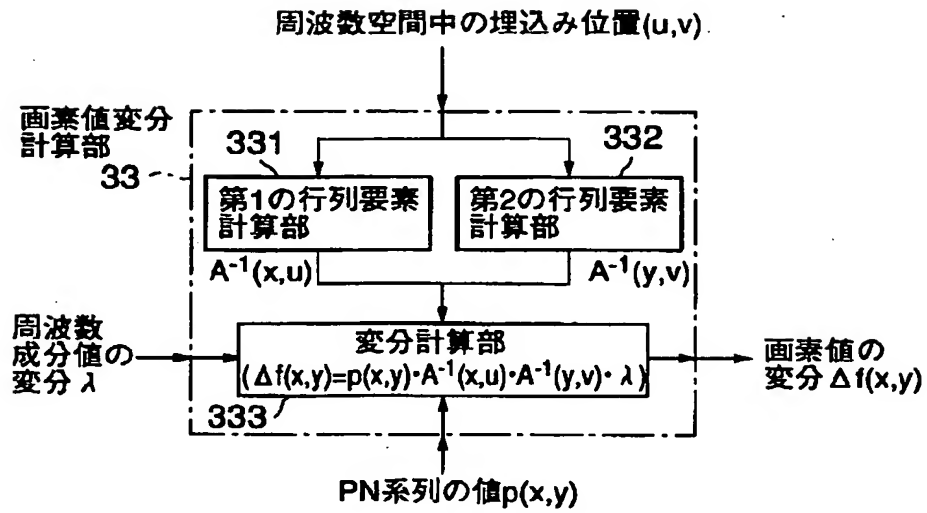 周波数空間中の埋込み位置(u,v)
画素値変分
計算部
33
331
332
第1の行列要素
計算部
第2の行列要素
計算部
A⁻¹(x,u)
A⁻¹(y,v)
周波数
成分値の
変分λ
変分計算部
(Δf(x,y)=p(x,y)・A⁻¹(x,u)・A⁻¹(y,v)・λ)
333
画素値の
変分Δf(x,y)
PN系列の値p(x,y)